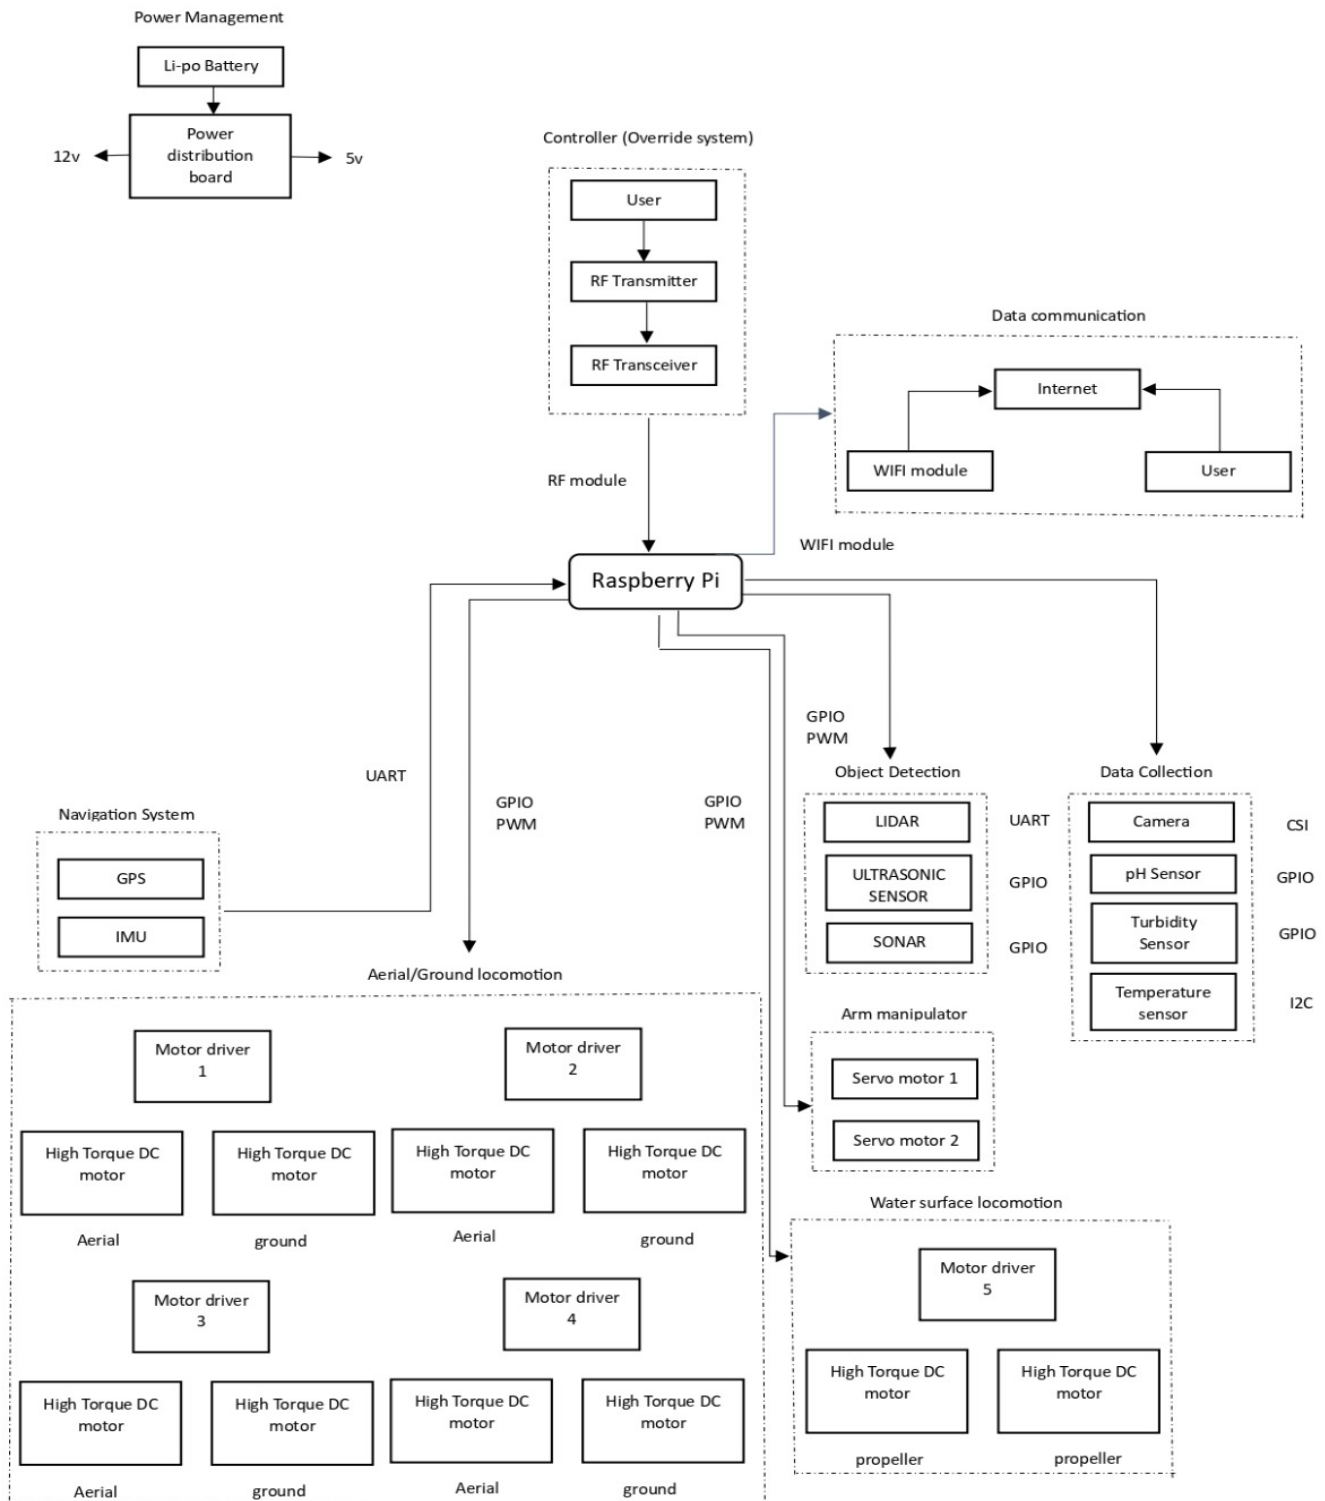 Power Management
Li-po Battery
Power
distribution
board
12v
5v
Controller (Override system)
User
RF Transmitter
RF Transceiver
RF module
Data communication
Internet
WIFI module
User
WIFI module
Raspberry Pi
UART
GPIO
PWM
GPIO
PWM
GPIO
PWM
Navigation System
GPS
IMU
Object Detection
LIDAR
UART
ULTRASONIC
SENSOR
GPIO
SONAR
GPIO
Data Collection
Camera
CSI
pH Sensor
GPIO
Turbidity
Sensor
GPIO
Temperature
sensor
I2C
Aerial/Ground locomotion
Motor driver
1
High Torque DC
motor
Aerial
High Torque DC
motor
ground
Motor driver
2
High Torque DC
motor
Aerial
High Torque DC
motor
ground
Motor driver
3
High Torque DC
motor
Aerial
High Torque DC
motor
ground
Motor driver
4
High Torque DC
motor
Aerial
High Torque DC
motor
ground
Arm manipulator
Servo motor 1
Servo motor 2
Water surface locomotion
Motor driver
5
High Torque DC
motor
propeller
High Torque DC
motor
propeller